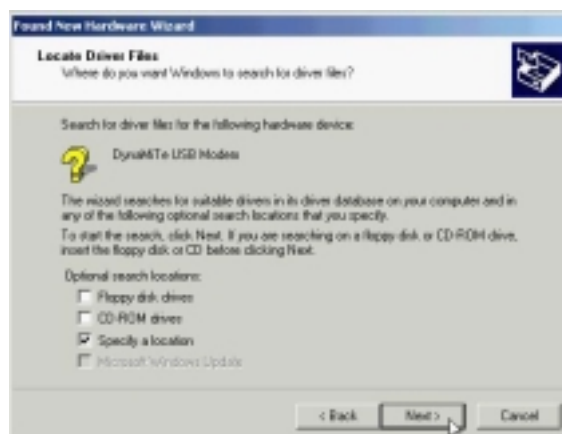 Found New Hardware Wizard
Locate Driver Files
Where do you want Windows to search for driver files?
Search for driver files for the following hardware device:
DynaMiTe USB Modem
The wizard searches for suitable drivers in its driver database on your computer and in
any of the following optional search locations that you specify.
To start the search, click Next. If you are searching on a floppy disk or CD-ROM drive,
insert the floppy disk or CD before clicking Next.
Optional search locations:
Floppy disk drives
CD-ROM drives
Specify a location
Microsoft Windows Update
< Back Next > Cancel